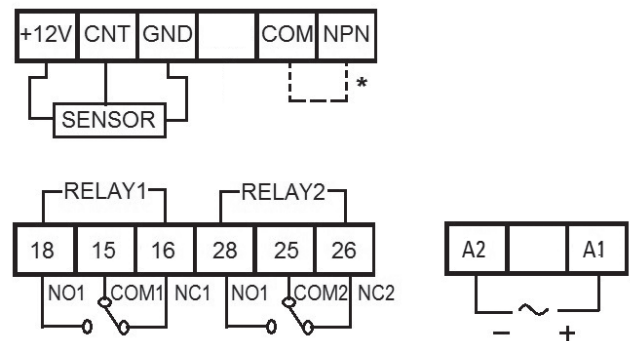 +12V CNT GND COM NPN
*
SENSOR
RELAY1 RELAY2
18 15 16 28 25 26
A2 A1
NO1 COM1 NC1 NO1 COM2 NC2
− ~ +